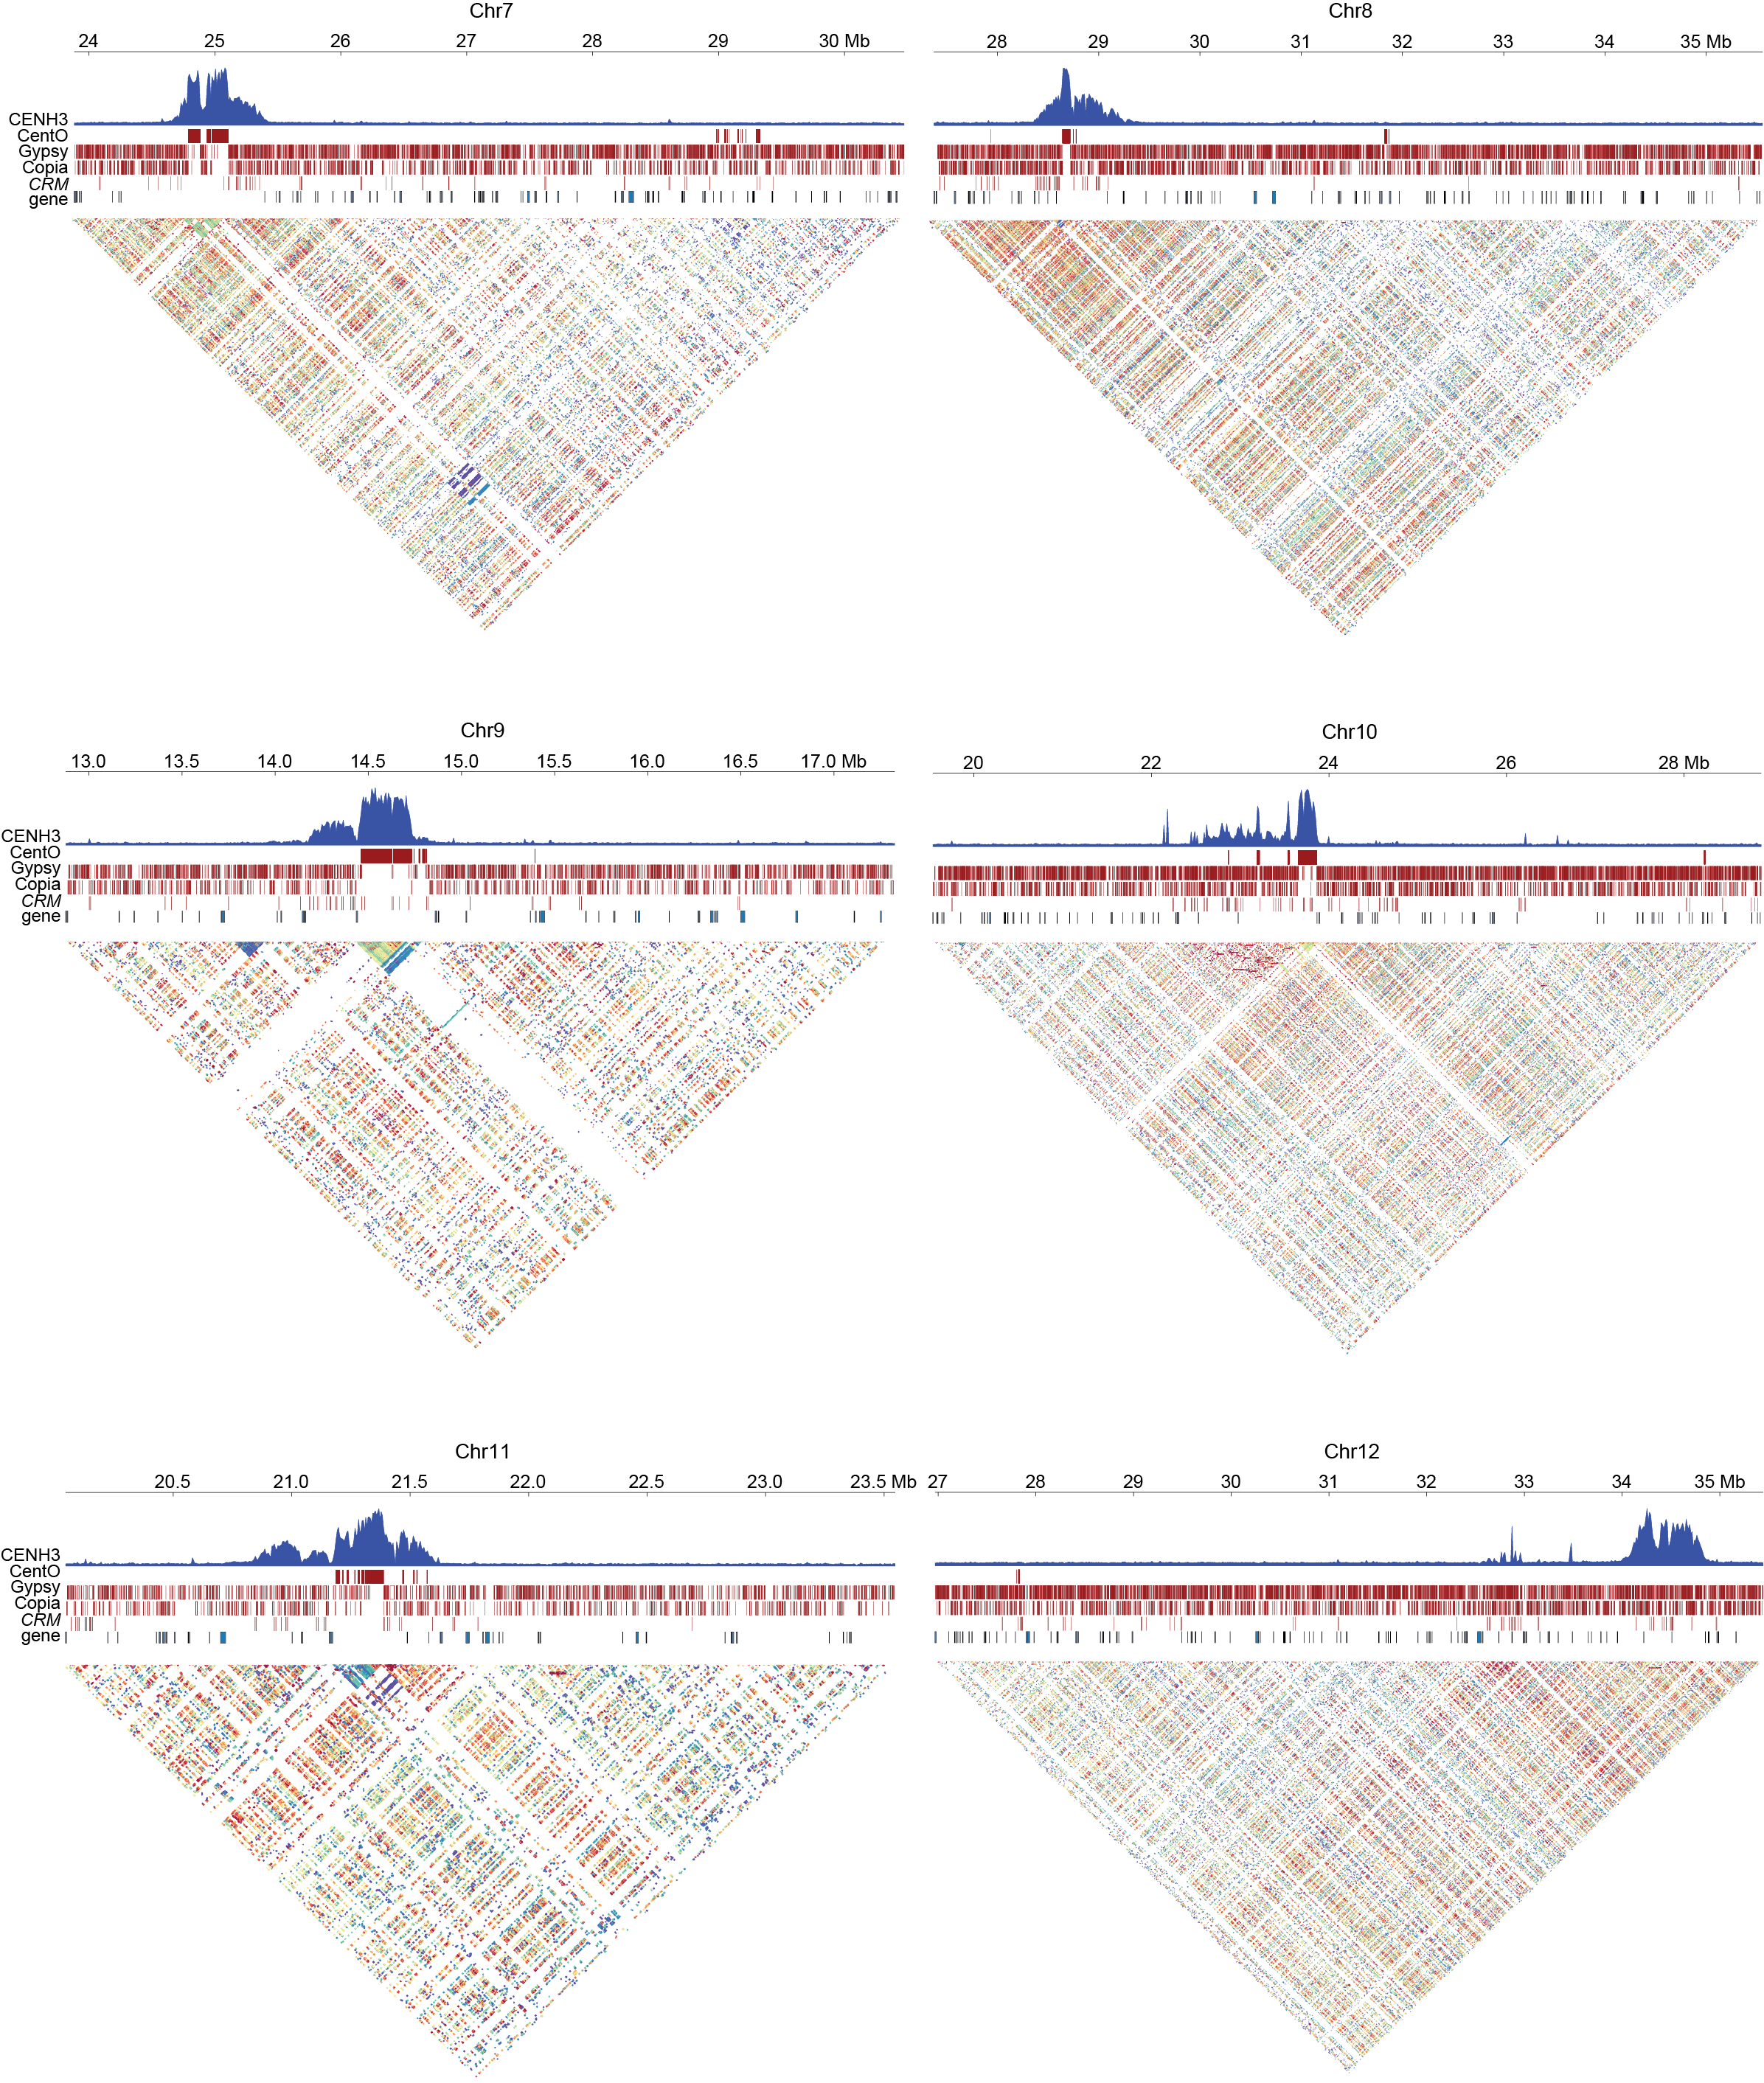 Chr7
24 25 26 27 28 29 30 Mb
CENH3
CentO
Gypsy
Copia
CRM
gene
Chr8
28 29 30 31 32 33 34 35 Mb
Chr9
13.0 13.5 14.0 14.5 15.0 15.5 16.0 16.5 17.0 Mb
CENH3
CentO
Gypsy
Copia
CRM
gene
Chr10
20 22 24 26 28 Mb
Chr11
20.5 21.0 21.5 22.0 22.5 23.0 23.5 Mb
CENH3
CentO
Gypsy
Copia
CRM
gene
Chr12
27 28 29 30 31 32 33 34 35 Mb